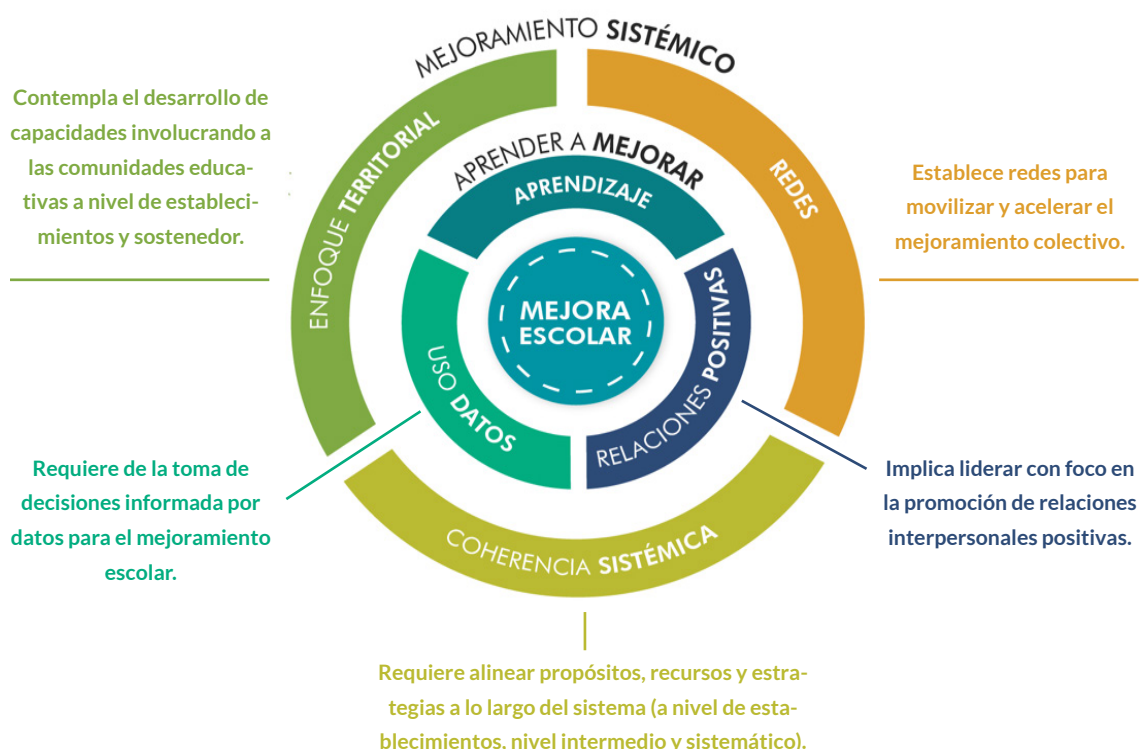 MEJORAMIENTO SISTÉMICO
Contempla el desarrollo de
capacidades involucrando a
las comunidades educa-
tivas a nivel de estableci-
mientos y sostenedor.
ENFOQUE TERRITORIAL
REDES
Establece redes para
movilizar y acelerar el
mejoramiento colectivo.
APRENDER A MEJORAR
APRENDIZAJE
MEJORA
ESCOLAR
USO DATOS
RELACIONES POSITIVAS
Requiere de la toma de
decisiones informada por
datos para el mejoramiento
escolar.
Implica liderar con foco en
la promoción de relaciones
interpersonales positivas.
COHERENCIA SISTÉMICA
Requiere alinear propósitos, recursos y estra-
tegias a lo largo del sistema (a nivel de esta-
blecimientos, nivel intermedio y sistemático).